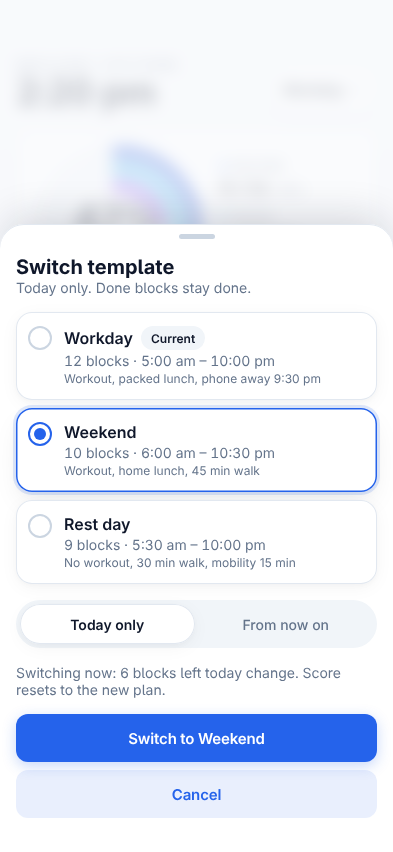 Switch template
Today only. Done blocks stay done.
Workday Current
12 blocks · 5:00 am – 10:00 pm
Workout, packed lunch, phone away 9:30 pm
Weekend
10 blocks · 6:00 am – 10:30 pm
Workout, home lunch, 45 min walk
Rest day
9 blocks · 5:30 am – 10:00 pm
No workout, 30 min walk, mobility 15 min
Today only From now on
Switching now: 6 blocks left today change. Score
resets to the new plan.
Switch to Weekend
Cancel